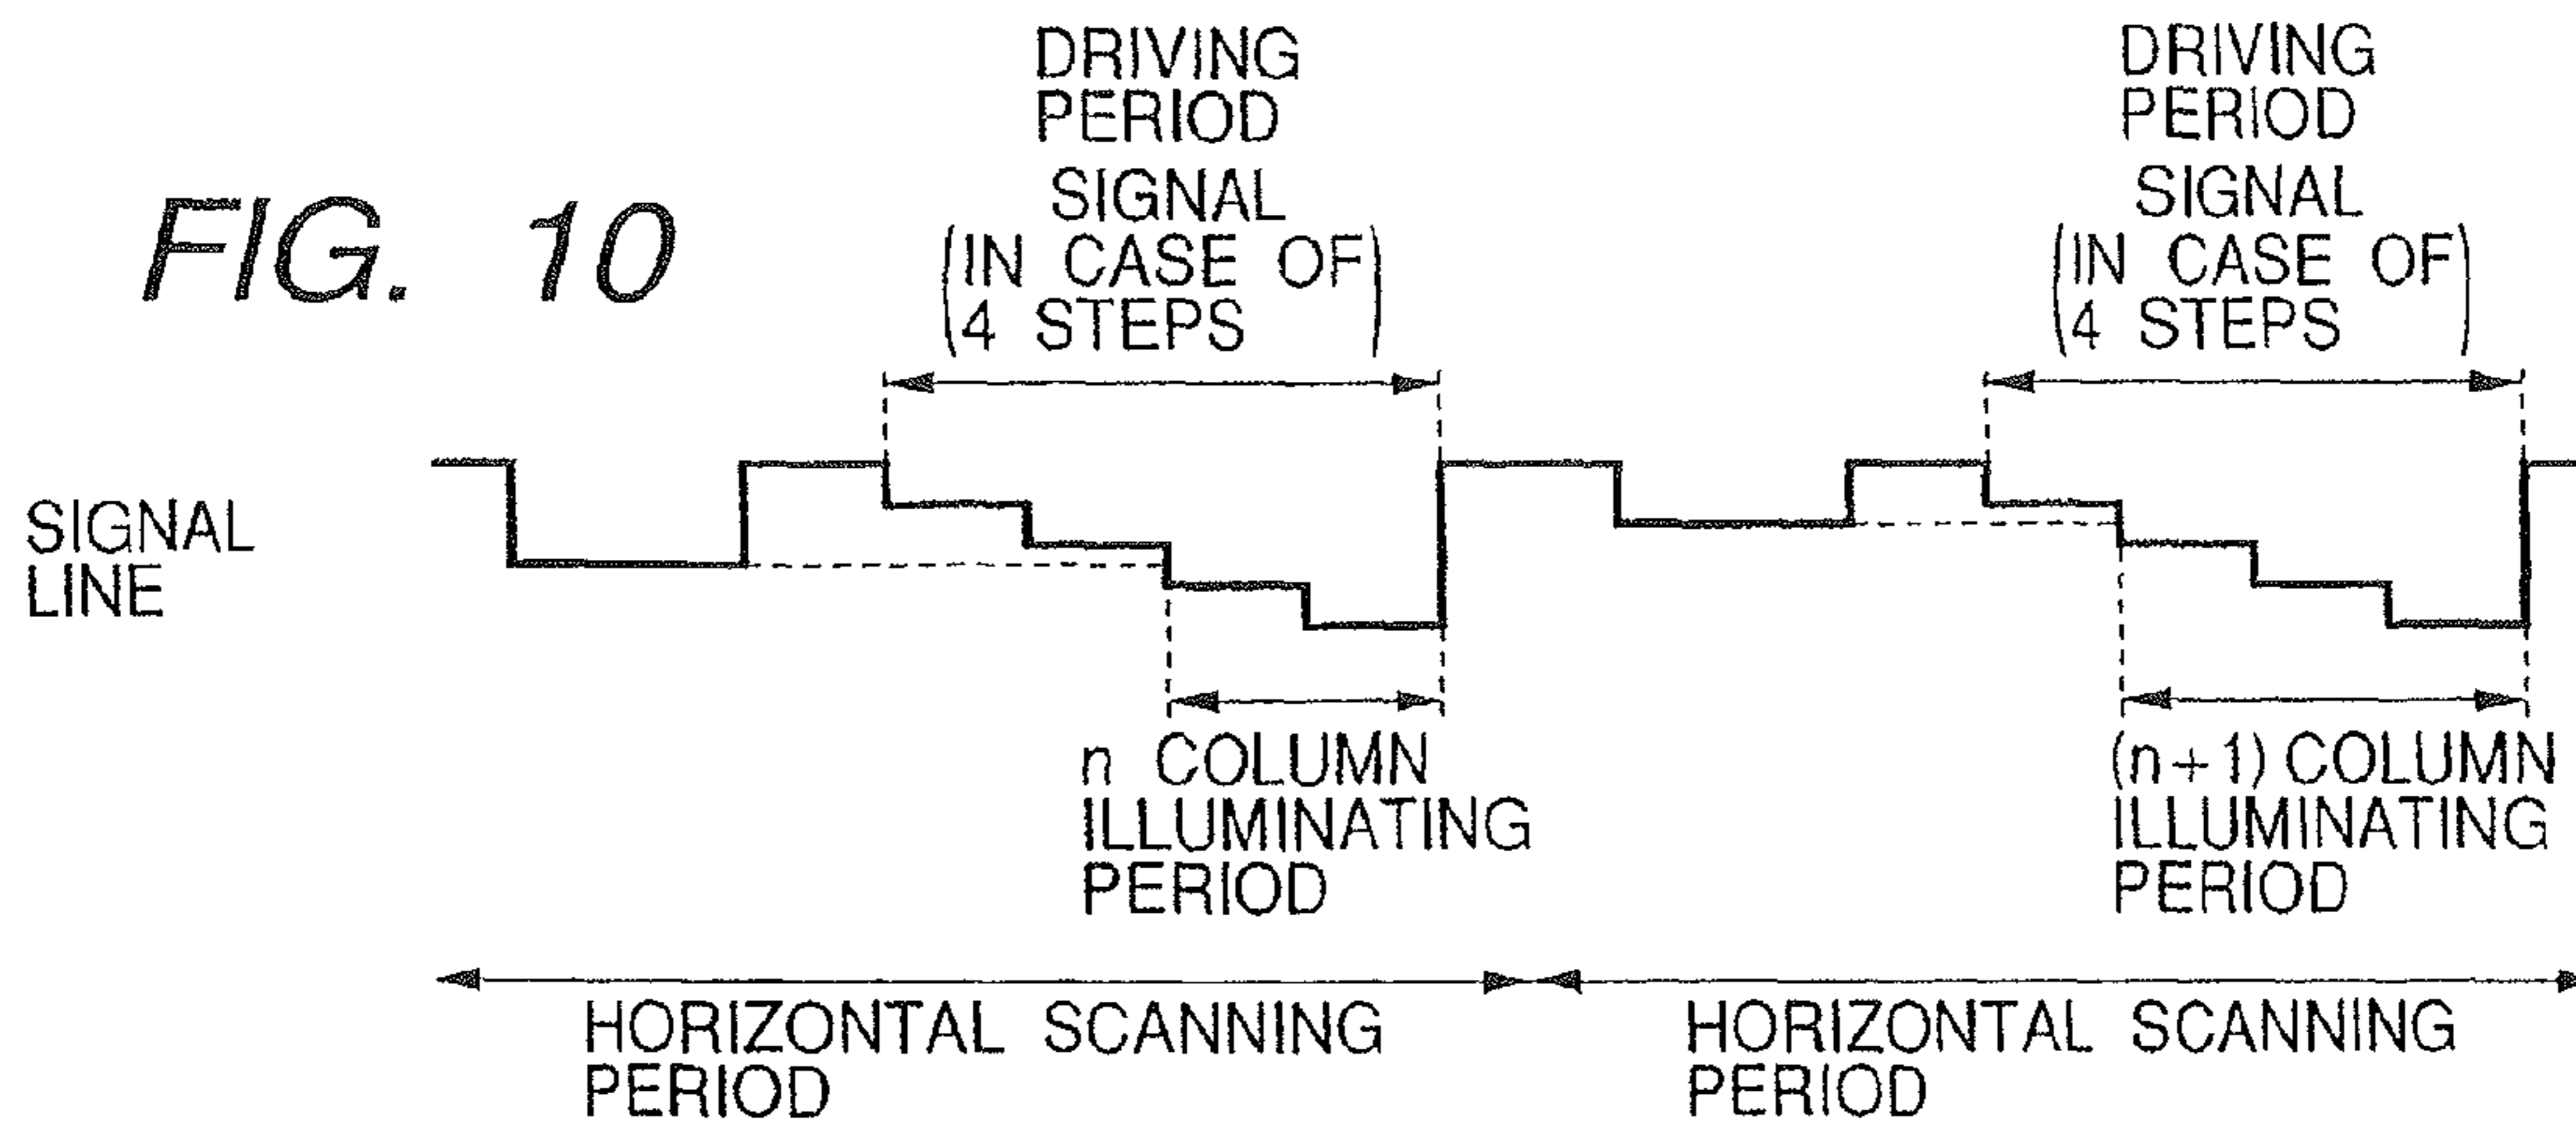 FIG. 10
DRIVING
PERIOD
SIGNAL
(IN CASE OF
4 STEPS)
DRIVING
PERIOD
SIGNAL
(IN CASE OF
4 STEPS)
SIGNAL
LINE
n COLUMN
ILLUMINATING
PERIOD
(n+1) COLUMN
ILLUMINATING
PERIOD
HORIZONTAL SCANNING
PERIOD
HORIZONTAL SCANNING
PERIOD